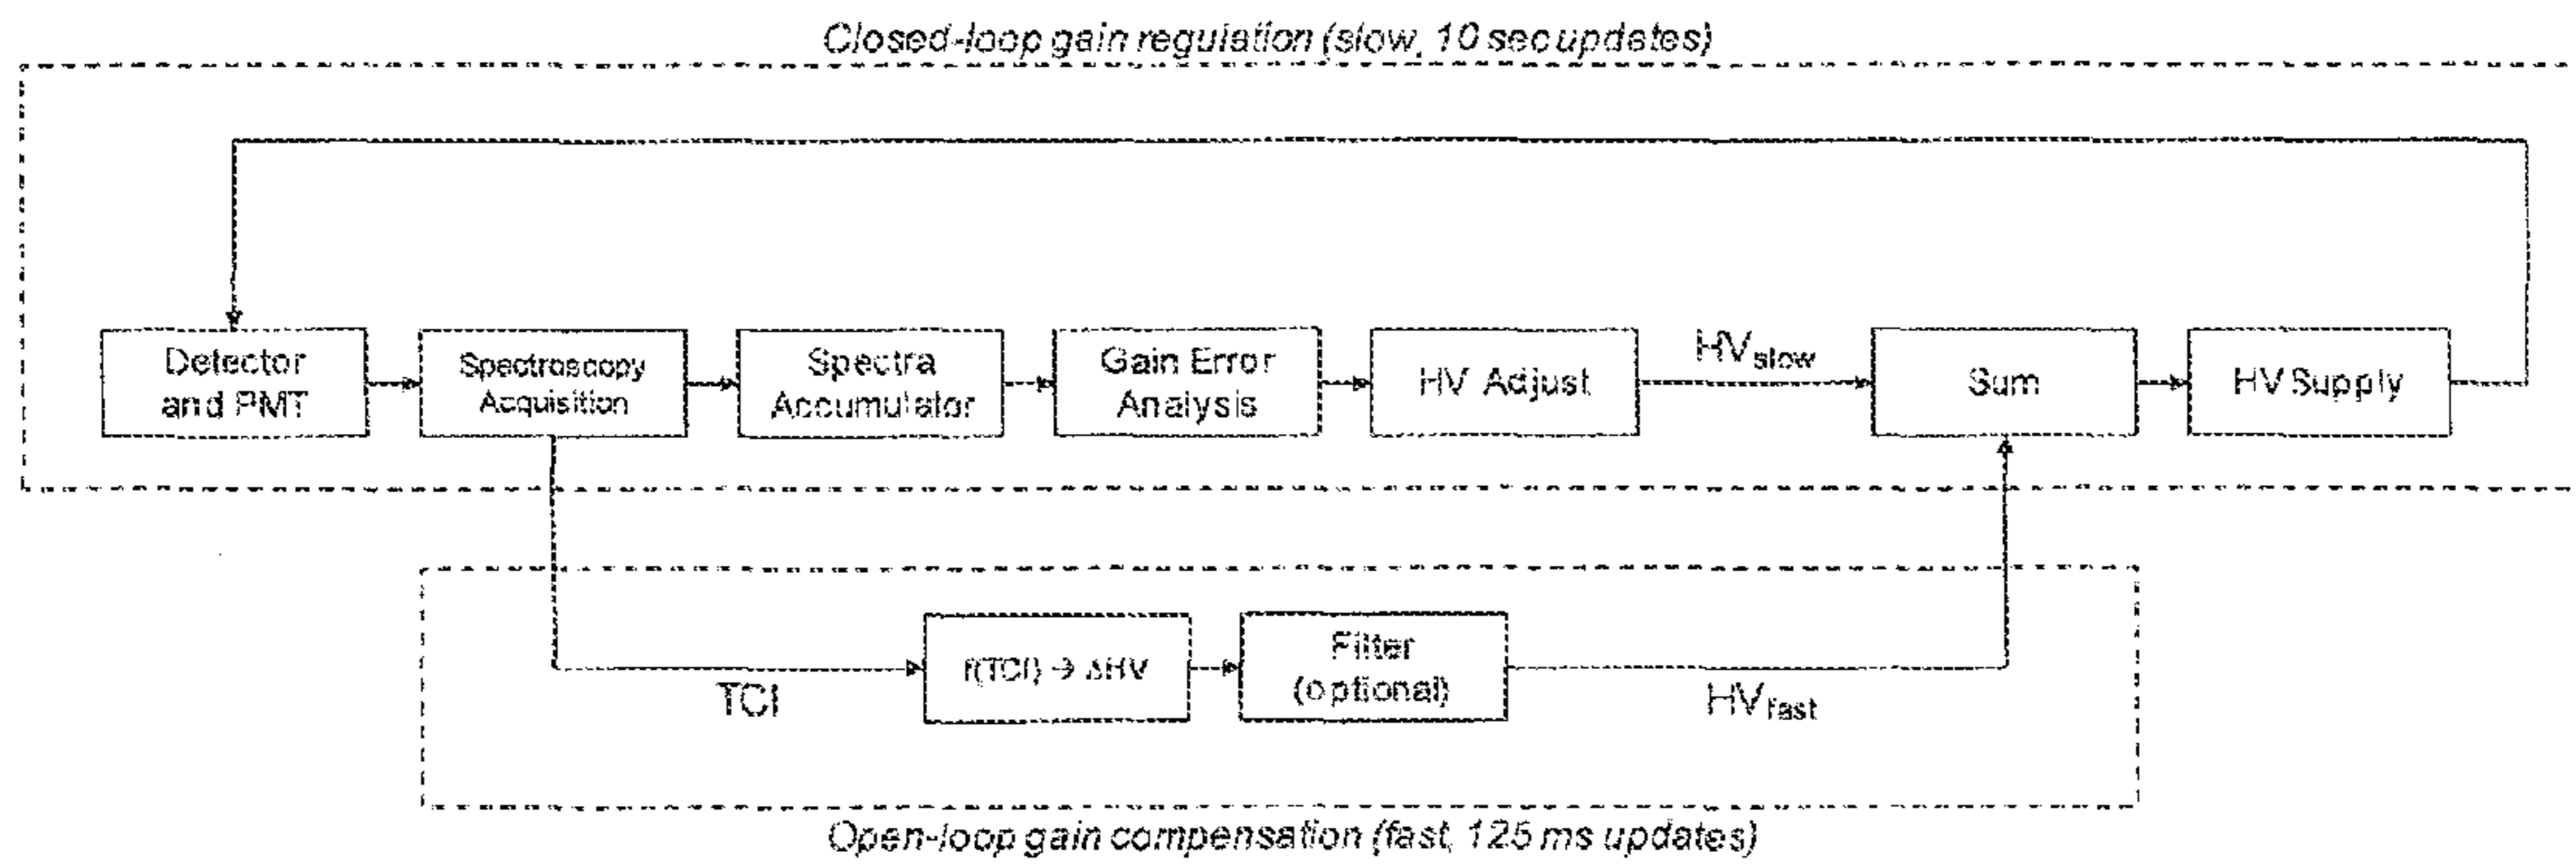 Closed-loop gain regulation (slow, 10 sec updates)
Detector
and PMT
Spectroscopy
Acquisition
Spectra
Accumulator
Gain Error
Analysis
HV Adjust
HVslow
Sum
HV Supply
TCI
f(TCI) → ΔHV
Filter
(optional)
HVfast
Open-loop gain compensation (fast, 125 ms updates)